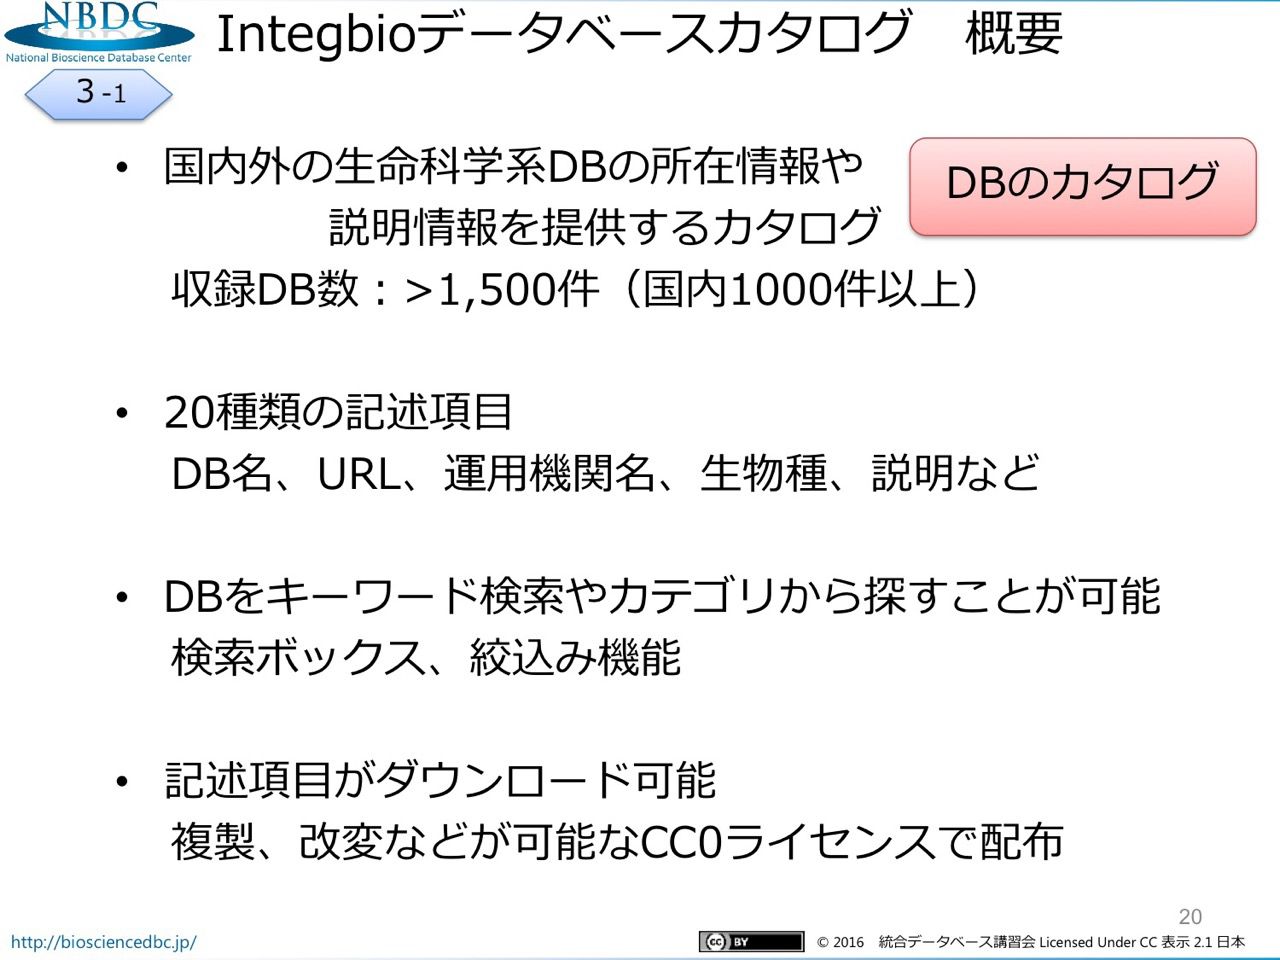 NBDC
National Bioscience Database Center
Integbioデータベースカタログ　概要
３-1
• 国内外の生命科学系DBの所在情報や
説明情報を提供するカタログ
DBのカタログ
収録DB数：>1,500件（国内1000件以上）
• 20種類の記述項目
DB名、URL、運用機関名、生物種、説明など
• DBをキーワード検索やカテゴリから探すことが可能
検索ボックス、絞込み機能
• 記述項目がダウンロード可能
複製、改変などが可能なCC0ライセンスで配布
20
http://biosciencedbc.jp/
cc BY
© 2016　統合データベース講習会 Licensed Under CC 表示 2.1 日本